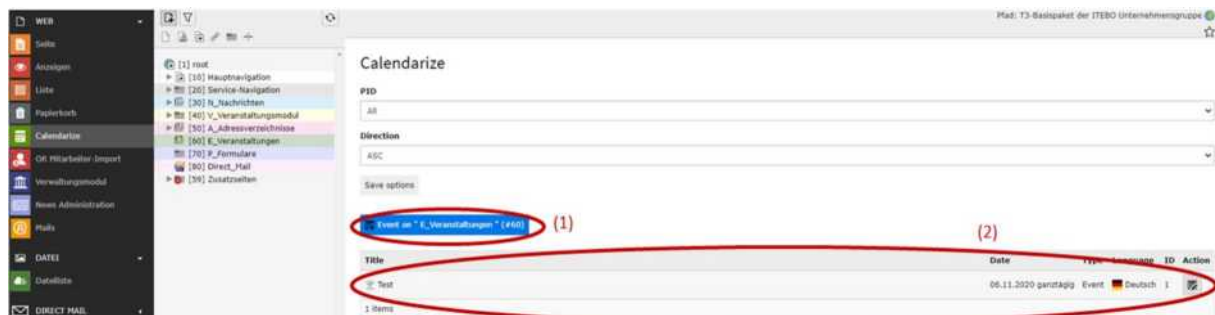 WEB
Seite
Anzeigen
Liste
Papierkorb
Calendarize
OK Mitarbeiter-Import
Verwaltungsmodul
News Administration
Mails
DATEI
Dateiliste
DIRECT MAIL
[1] root
[10] Hauptnavigation
[20] Service-Navigation
[30] N_Nachrichten
[40] V_Veranstaltungsmodul
[50] A_Adressverzeichnisse
[60] E_Veranstaltungen
[70] F_Formulare
[80] Direct_Mail
[59] Zusatzseiten
Pfad: T3-Basispaket der ITEBO Unternehmensgruppe
Calendarize
PID
All
Direction
ASC
Save options
Event on " E_Veranstaltungen " (#60)
(1)
(2)
Title Date Type Language ID Action
Test 06.11.2020 ganztägig Event Deutsch 1
1 items